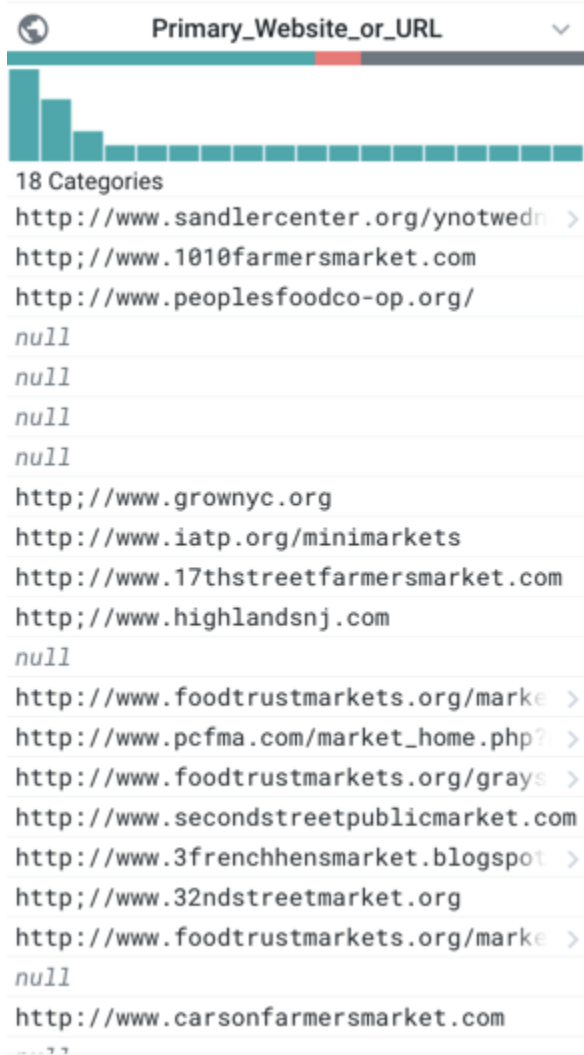 Primary_Website_or_URL
18 Categories
http://www.sandlercenter.org/ynotwedn
http;//www.1010farmersmarket.com
http://www.peoplesfoodco-op.org/
null
null
null
null
http;//www.grownyc.org
http://www.iatp.org/minimarkets
http://www.17thstreetfarmersmarket.com
http;//www.highlandsnj.com
null
http://www.foodtrustmarkets.org/marke
http://www.pcfma.com/market_home.php?
http://www.foodtrustmarkets.org/grays
http://www.secondstreetpublicmarket.com
http://www.3frenchhensmarket.blogspot
http;//www.32ndstreetmarket.org
http://www.foodtrustmarkets.org/marke
null
http://www.carsonfarmersmarket.com